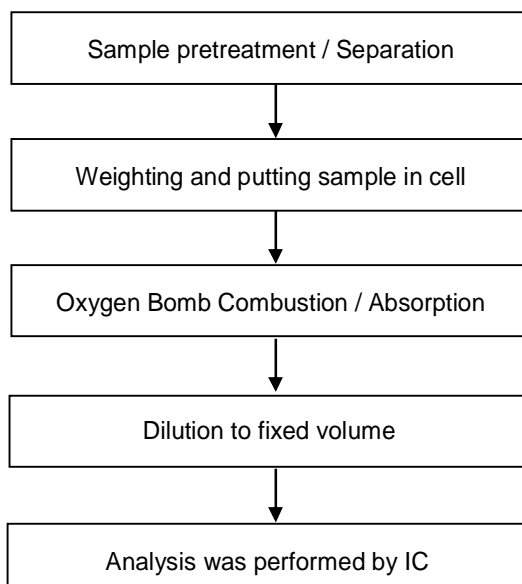 Sample pretreatment / Separation
Weighting and putting sample in cell
Oxygen Bomb Combustion / Absorption
Dilution to fixed volume
Analysis was performed by IC